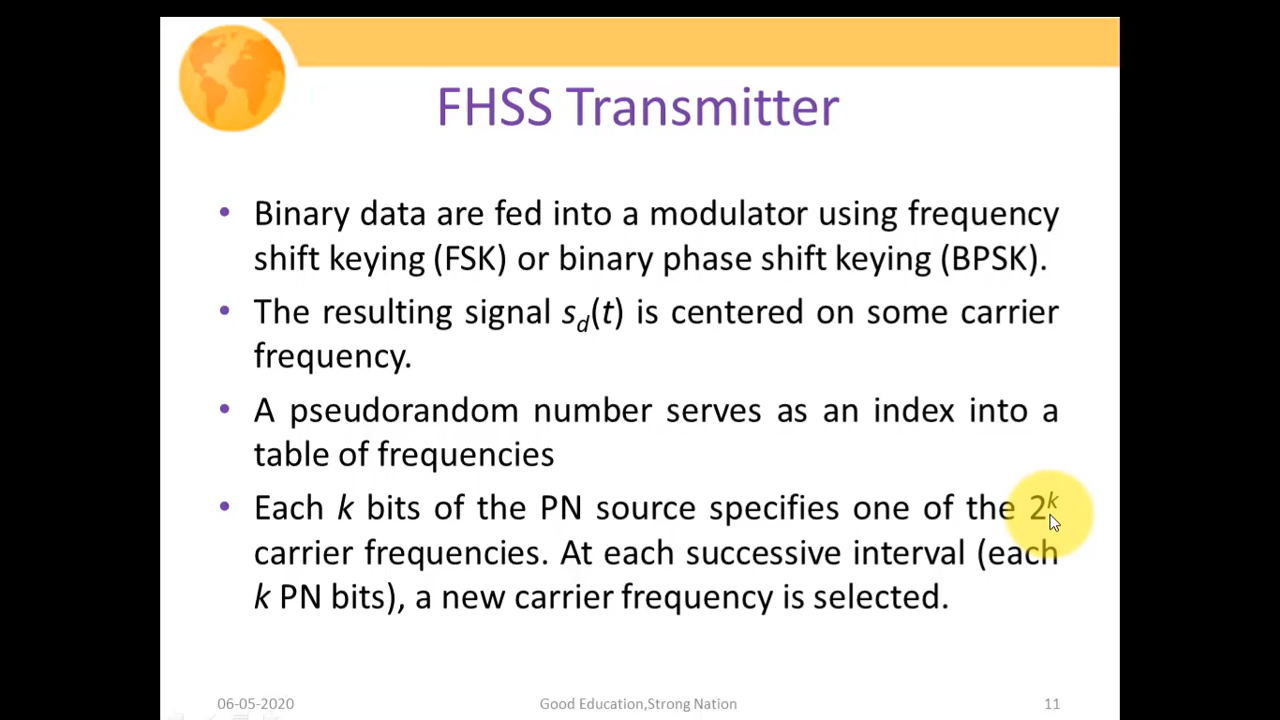 FHSS Transmitter
• Binary data are fed into a modulator using frequency
shift keying (FSK) or binary phase shift keying (BPSK).
• The resulting signal s_d(t) is centered on some carrier
frequency.
• A pseudorandom number serves as an index into a
table of frequencies
• Each k bits of the PN source specifies one of the 2^k
carrier frequencies. At each successive interval (each
k PN bits), a new carrier frequency is selected.
06-05-2020 Good Education,Strong Nation 11